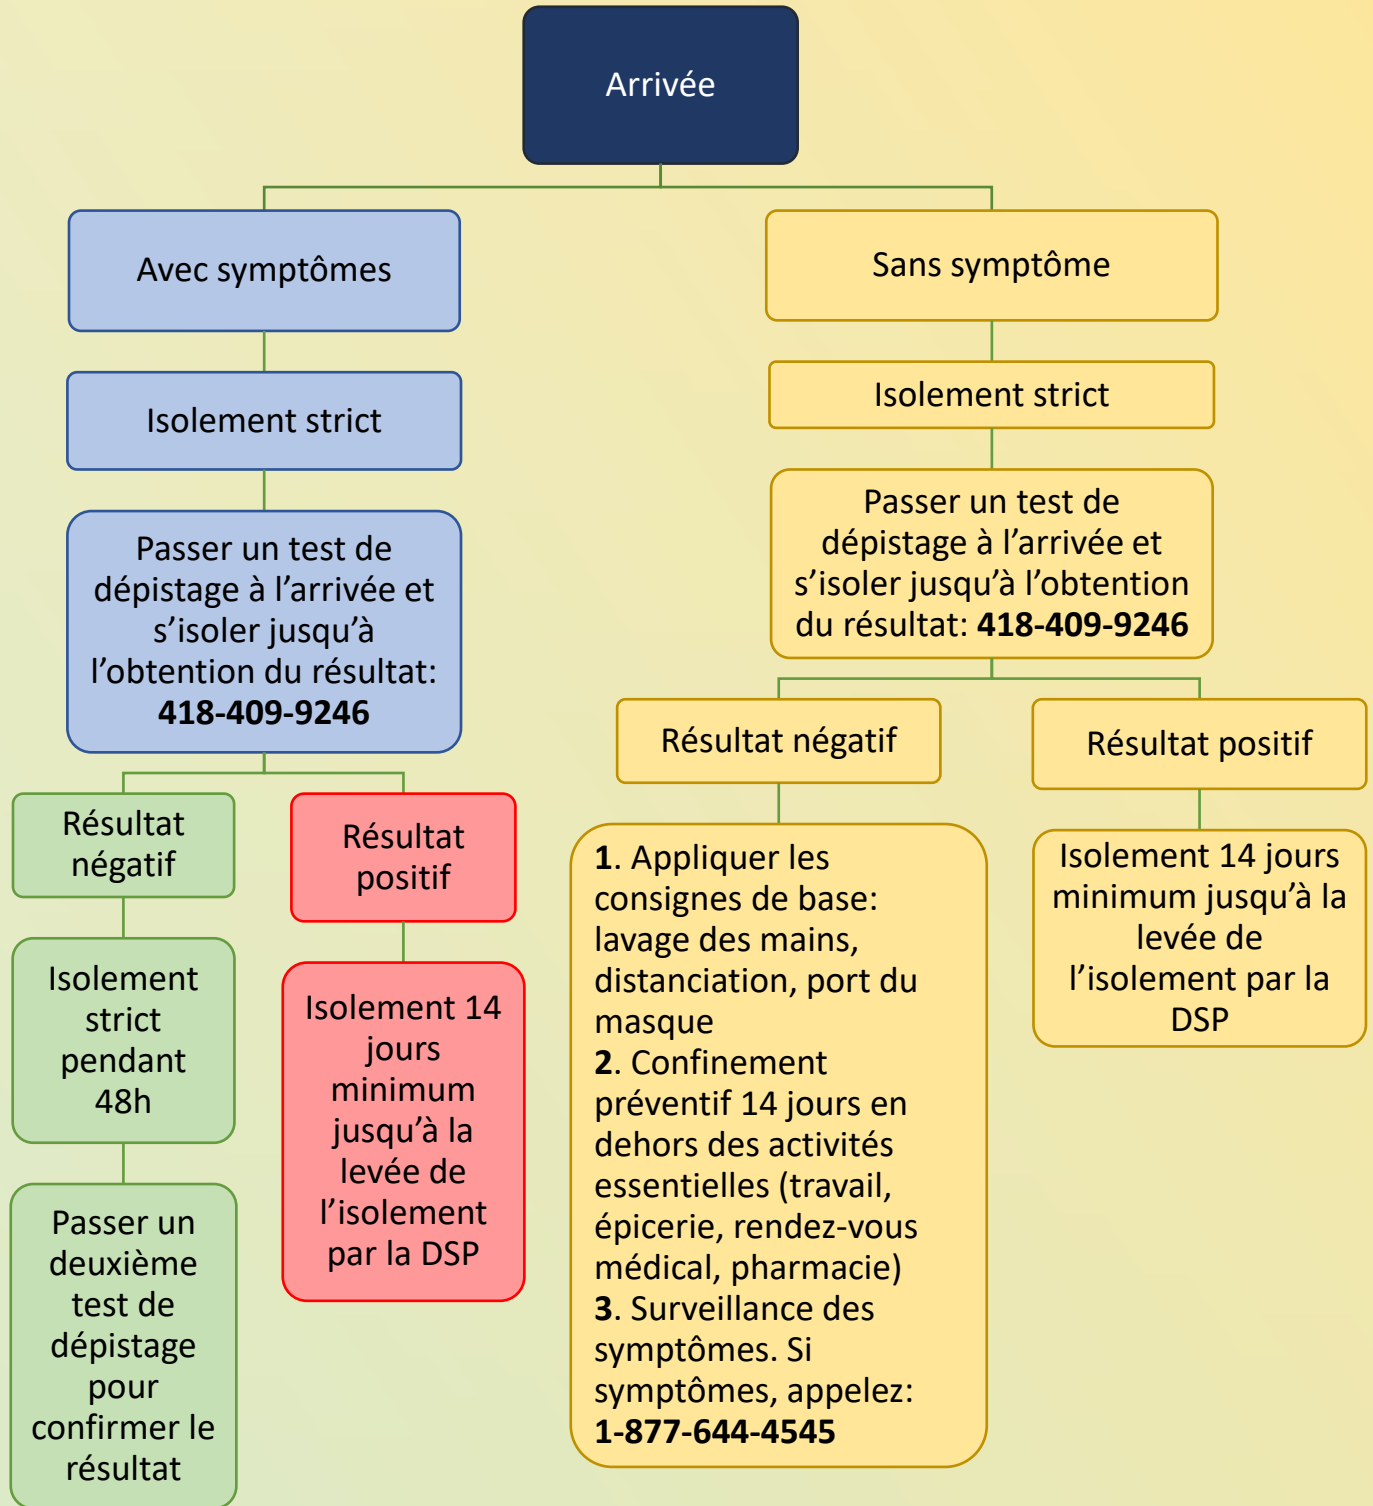 Arrivée
Avec symptômes
Isolement strict
Passer un test de
dépistage à l'arrivée et
s'isoler jusqu'à
l'obtention du résultat:
418-409-9246
Résultat
négatif
Isolement
strict
pendant
48h
Passer un
deuxième
test de
dépistage
pour
confirmer le
résultat
Résultat
positif
Isolement 14
jours
minimum
jusqu'à la
levée de
l'isolement
par la DSP
Sans symptôme
Isolement strict
Passer un test de
dépistage à l'arrivée et
s'isoler jusqu'à l'obtention
du résultat: 418-409-9246
Résultat négatif
1. Appliquer les
consignes de base:
lavage des mains,
distanciation, port du
masque
2. Confinement
préventif 14 jours en
dehors des activités
essentielles (travail,
épicerie, rendez-vous
médical, pharmacie)
3. Surveillance des
symptômes. Si
symptômes, appelez:
1-877-644-4545
Résultat positif
Isolement 14 jours
minimum jusqu'à la
levée de
l'isolement par la
DSP